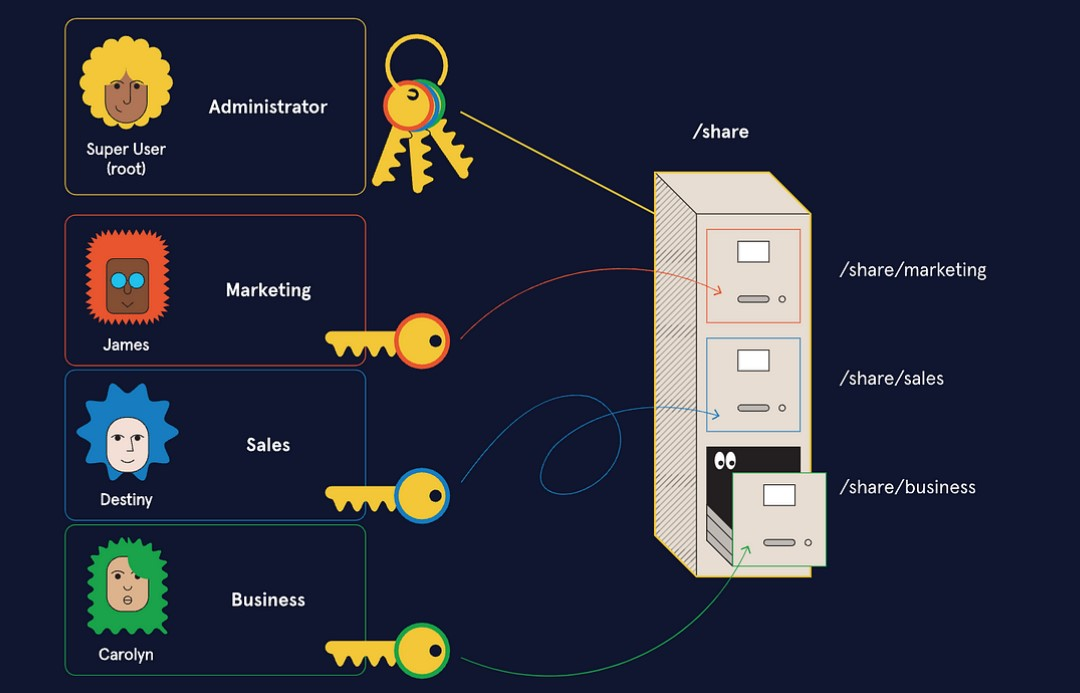 Administrator
Super User
(root)
/share
Marketing
James
/share/marketing
Sales
Destiny
/share/sales
Business
Carolyn
/share/business